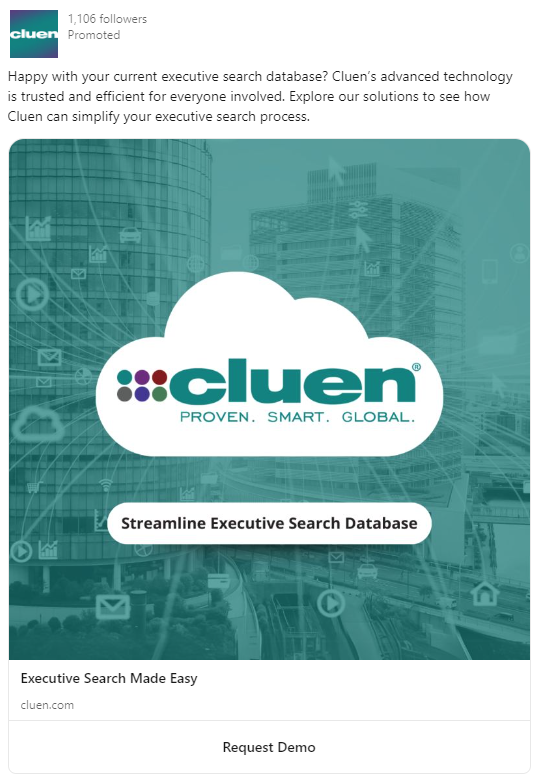 cluen
1,106 followers
Promoted
Happy with your current executive search database? Cluen's advanced technology
is trusted and efficient for everyone involved. Explore our solutions to see how
Cluen can simplify your executive search process.
cluen®
PROVEN. SMART. GLOBAL.
Streamline Executive Search Database
Executive Search Made Easy
cluen.com
Request Demo